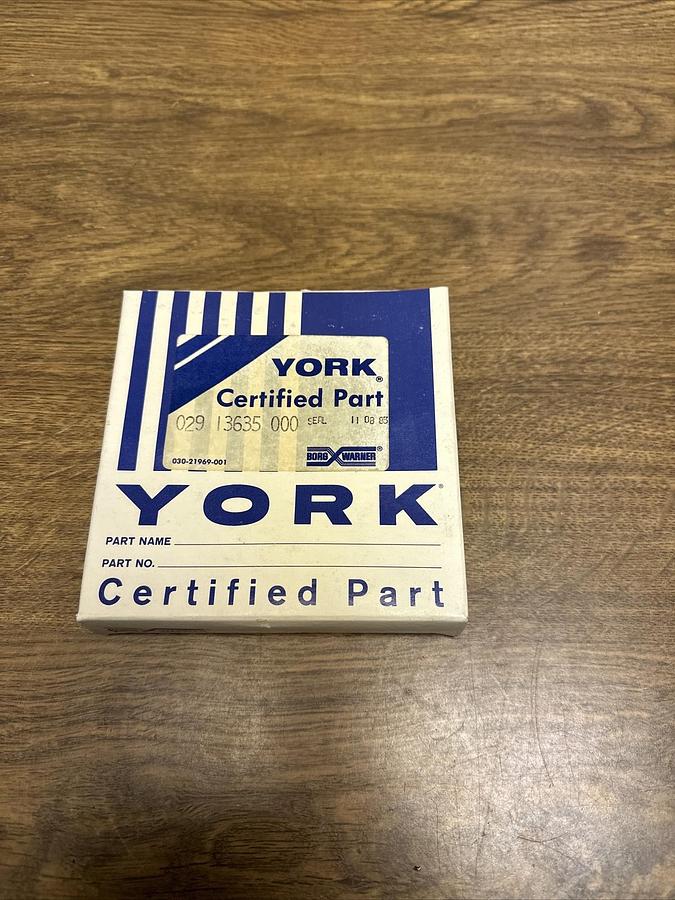 YORK®
Certified Part
029 13635 000 SEAL 11 08 83
030-21969-001 BORG WARNER®
YORK®
PART NAME
PART NO.
Certified Part